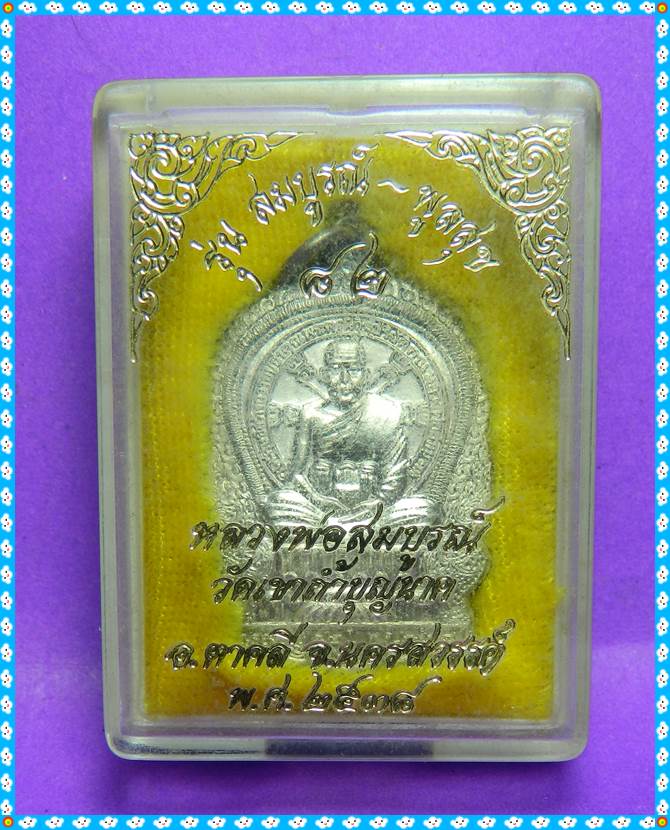 รุ่น สมบูรณ์ ~ พูลสุข
๘๒
หลวงพ่อสมบูรณ์
วัดเขาถ้ำบุญนาค
อ.ตาคลี จ.นครสวรรค์
พ.ศ. ๒๕๓๘